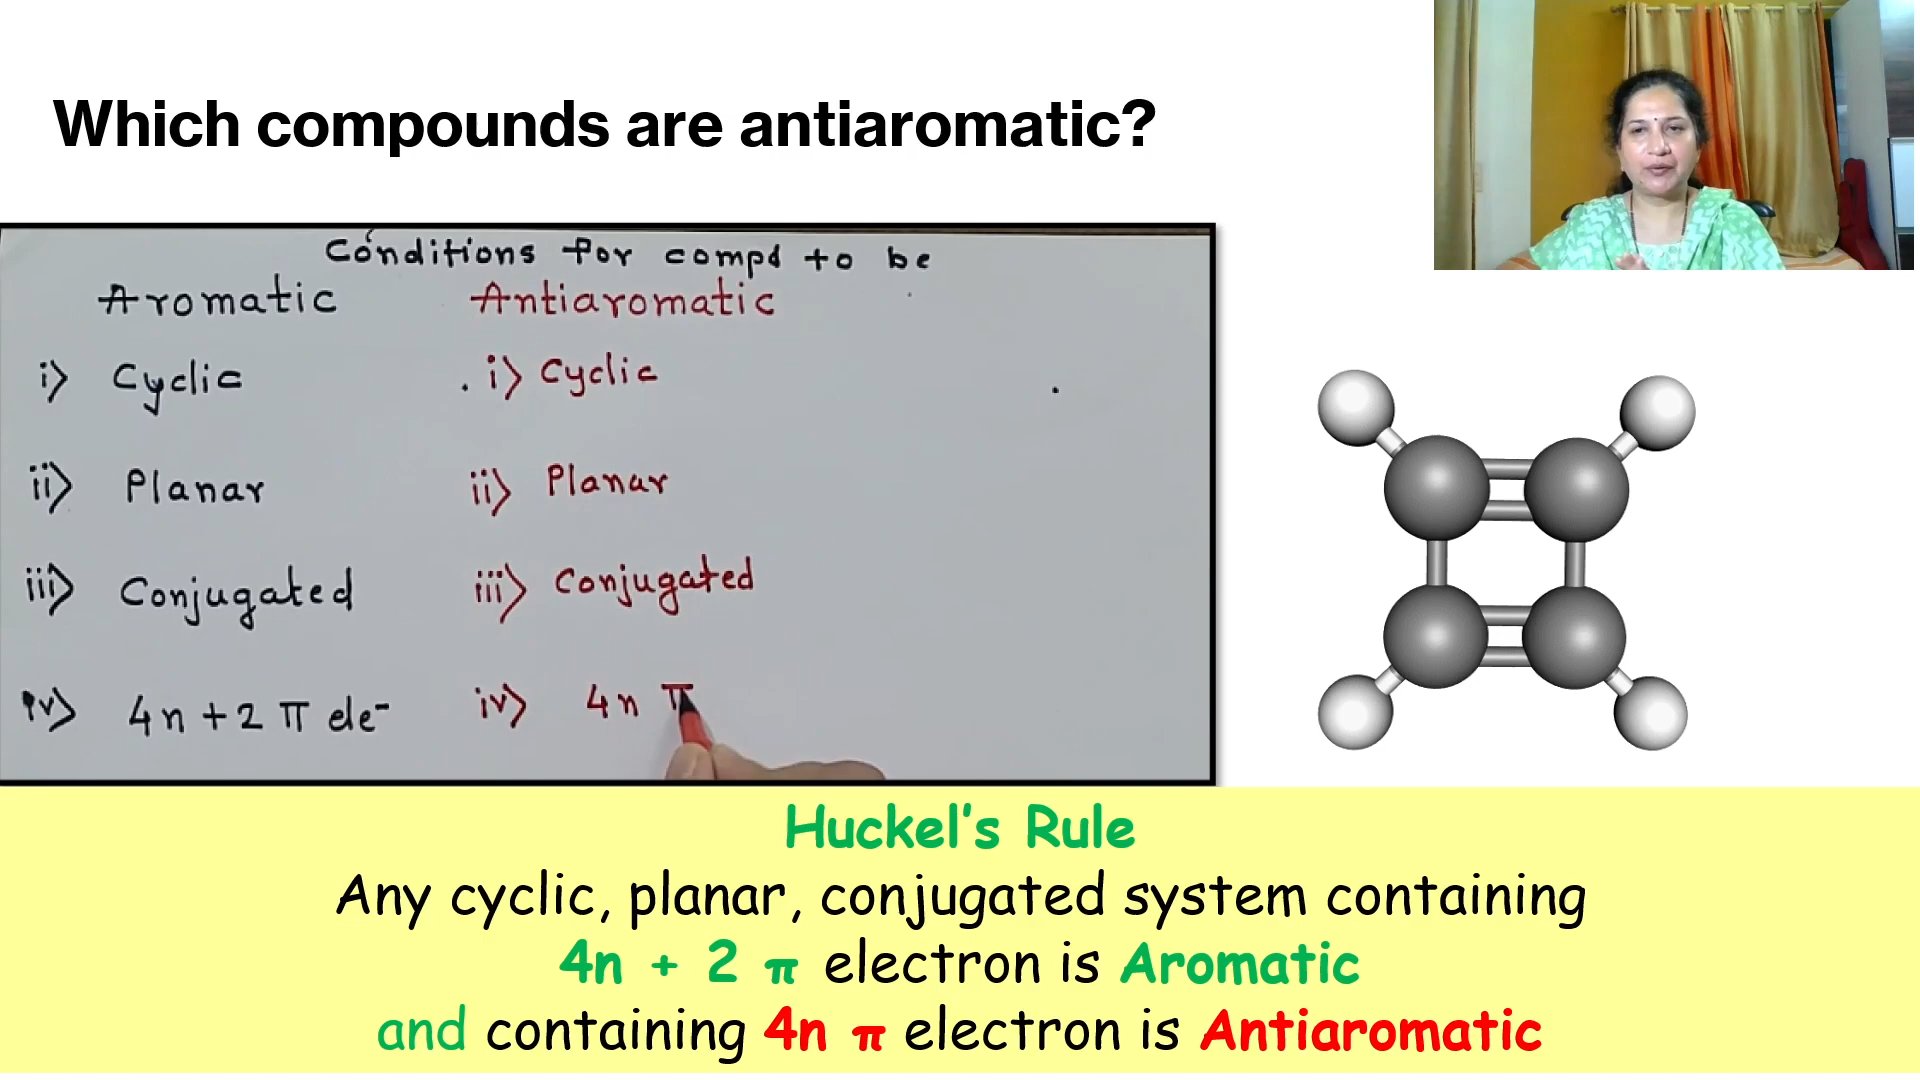 Which compounds are antiaromatic?
Conditions for compd to be
Aromatic Antiaromatic
i) Cyclic i) Cyclic
ii) Planar ii) Planar
iii) Conjugated iii) Conjugated
iv) 4n + 2 π ele⁻ iv) 4n π
Huckel's Rule
Any cyclic, planar, conjugated system containing
4n + 2 π electron is Aromatic
and containing 4n π electron is Antiaromatic